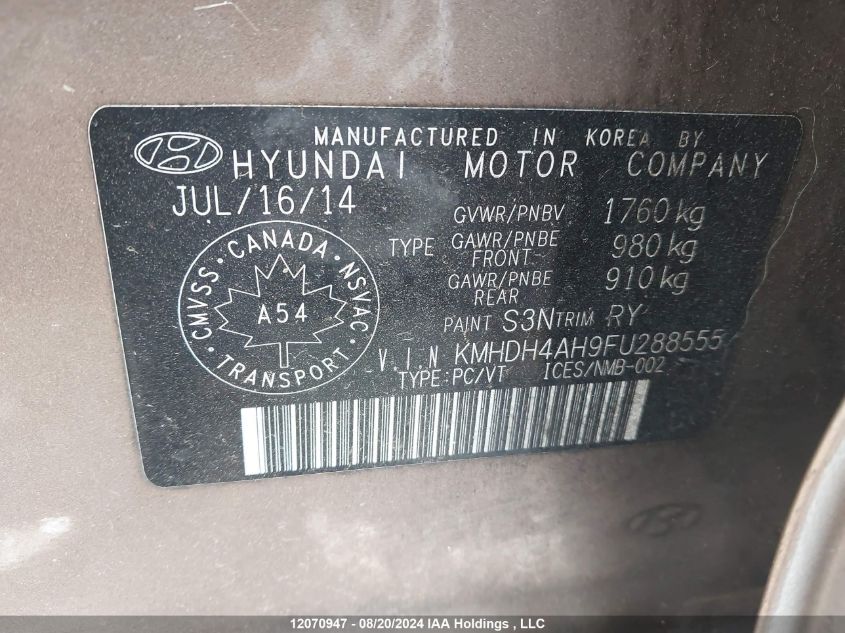 MANUFACTURED IN KOREA BY
HYUNDAI MOTOR COMPANY
JUL/16/14
GVWR/PNBV 1760 kg
TYPE GAWR/PNBE FRONT 980 kg
GAWR/PNBE REAR 910 kg
CMVSS · CANADA · NSVAC
A54
TRANSPORT
PAINT S3N TRIM RY
V.I.N KMHDH4AH9FU288555
TYPE:PC/VT ICES/NMB-002
12070947 - 08/20/2024 IAA Holdings , LLC